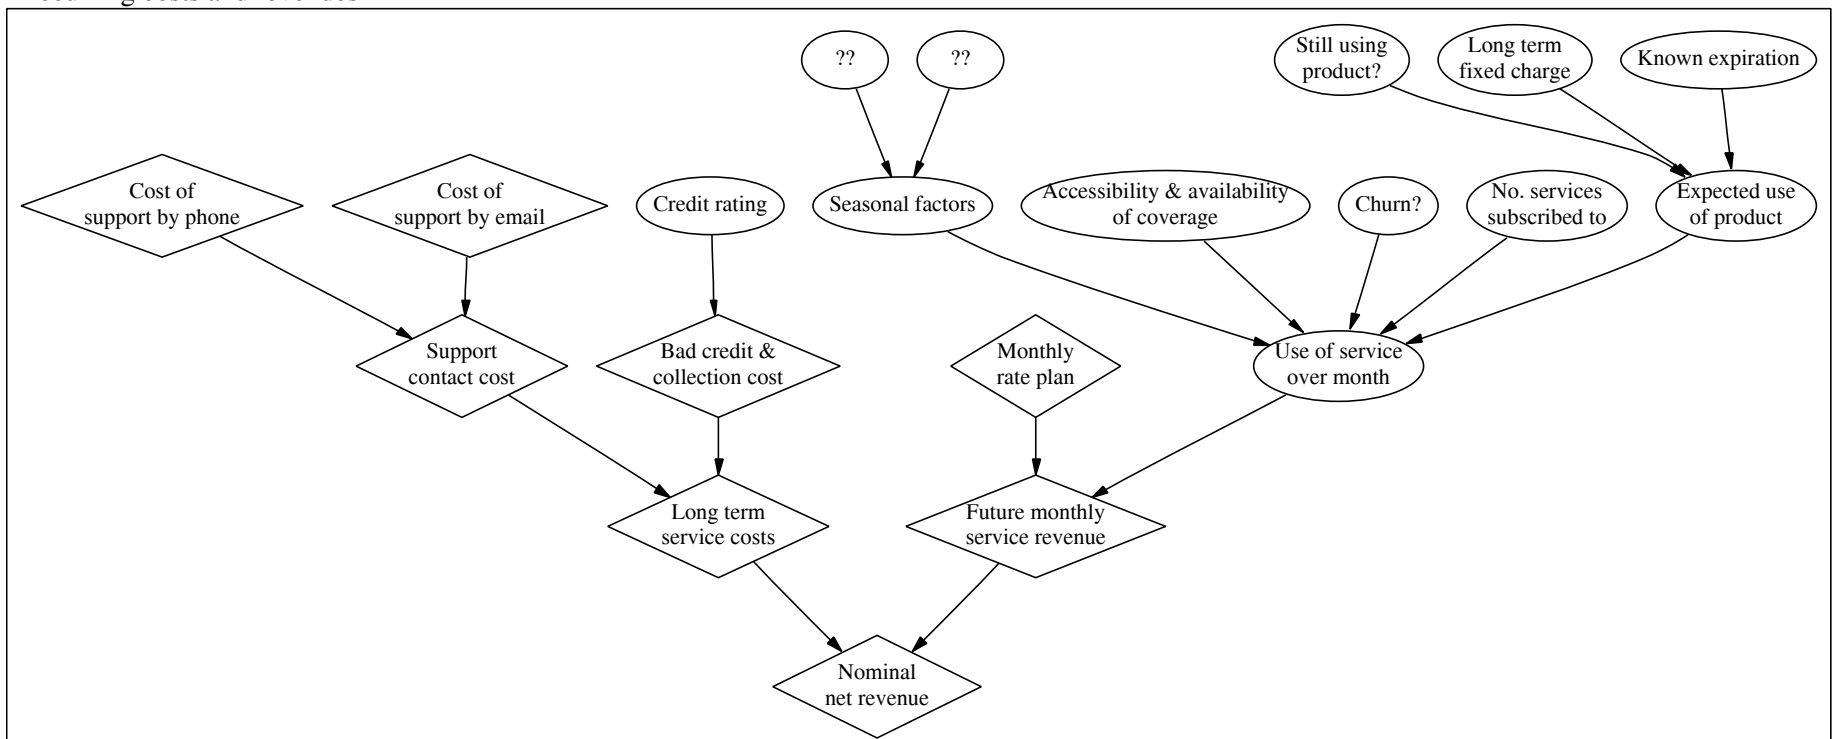 costs and revenues
??
??
Still using
product?
Long term
fixed charge
Known expiration
Cost of
support by phone
Cost of
support by email
Credit rating
Seasonal factors
Accessibility & availability
of coverage
Churn?
No. services
subscribed to
Expected use
of product
Support
contact cost
Bad credit &
collection cost
Monthly
rate plan
Use of service
over month
Long term
service costs
Future monthly
service revenue
Nominal
net revenue